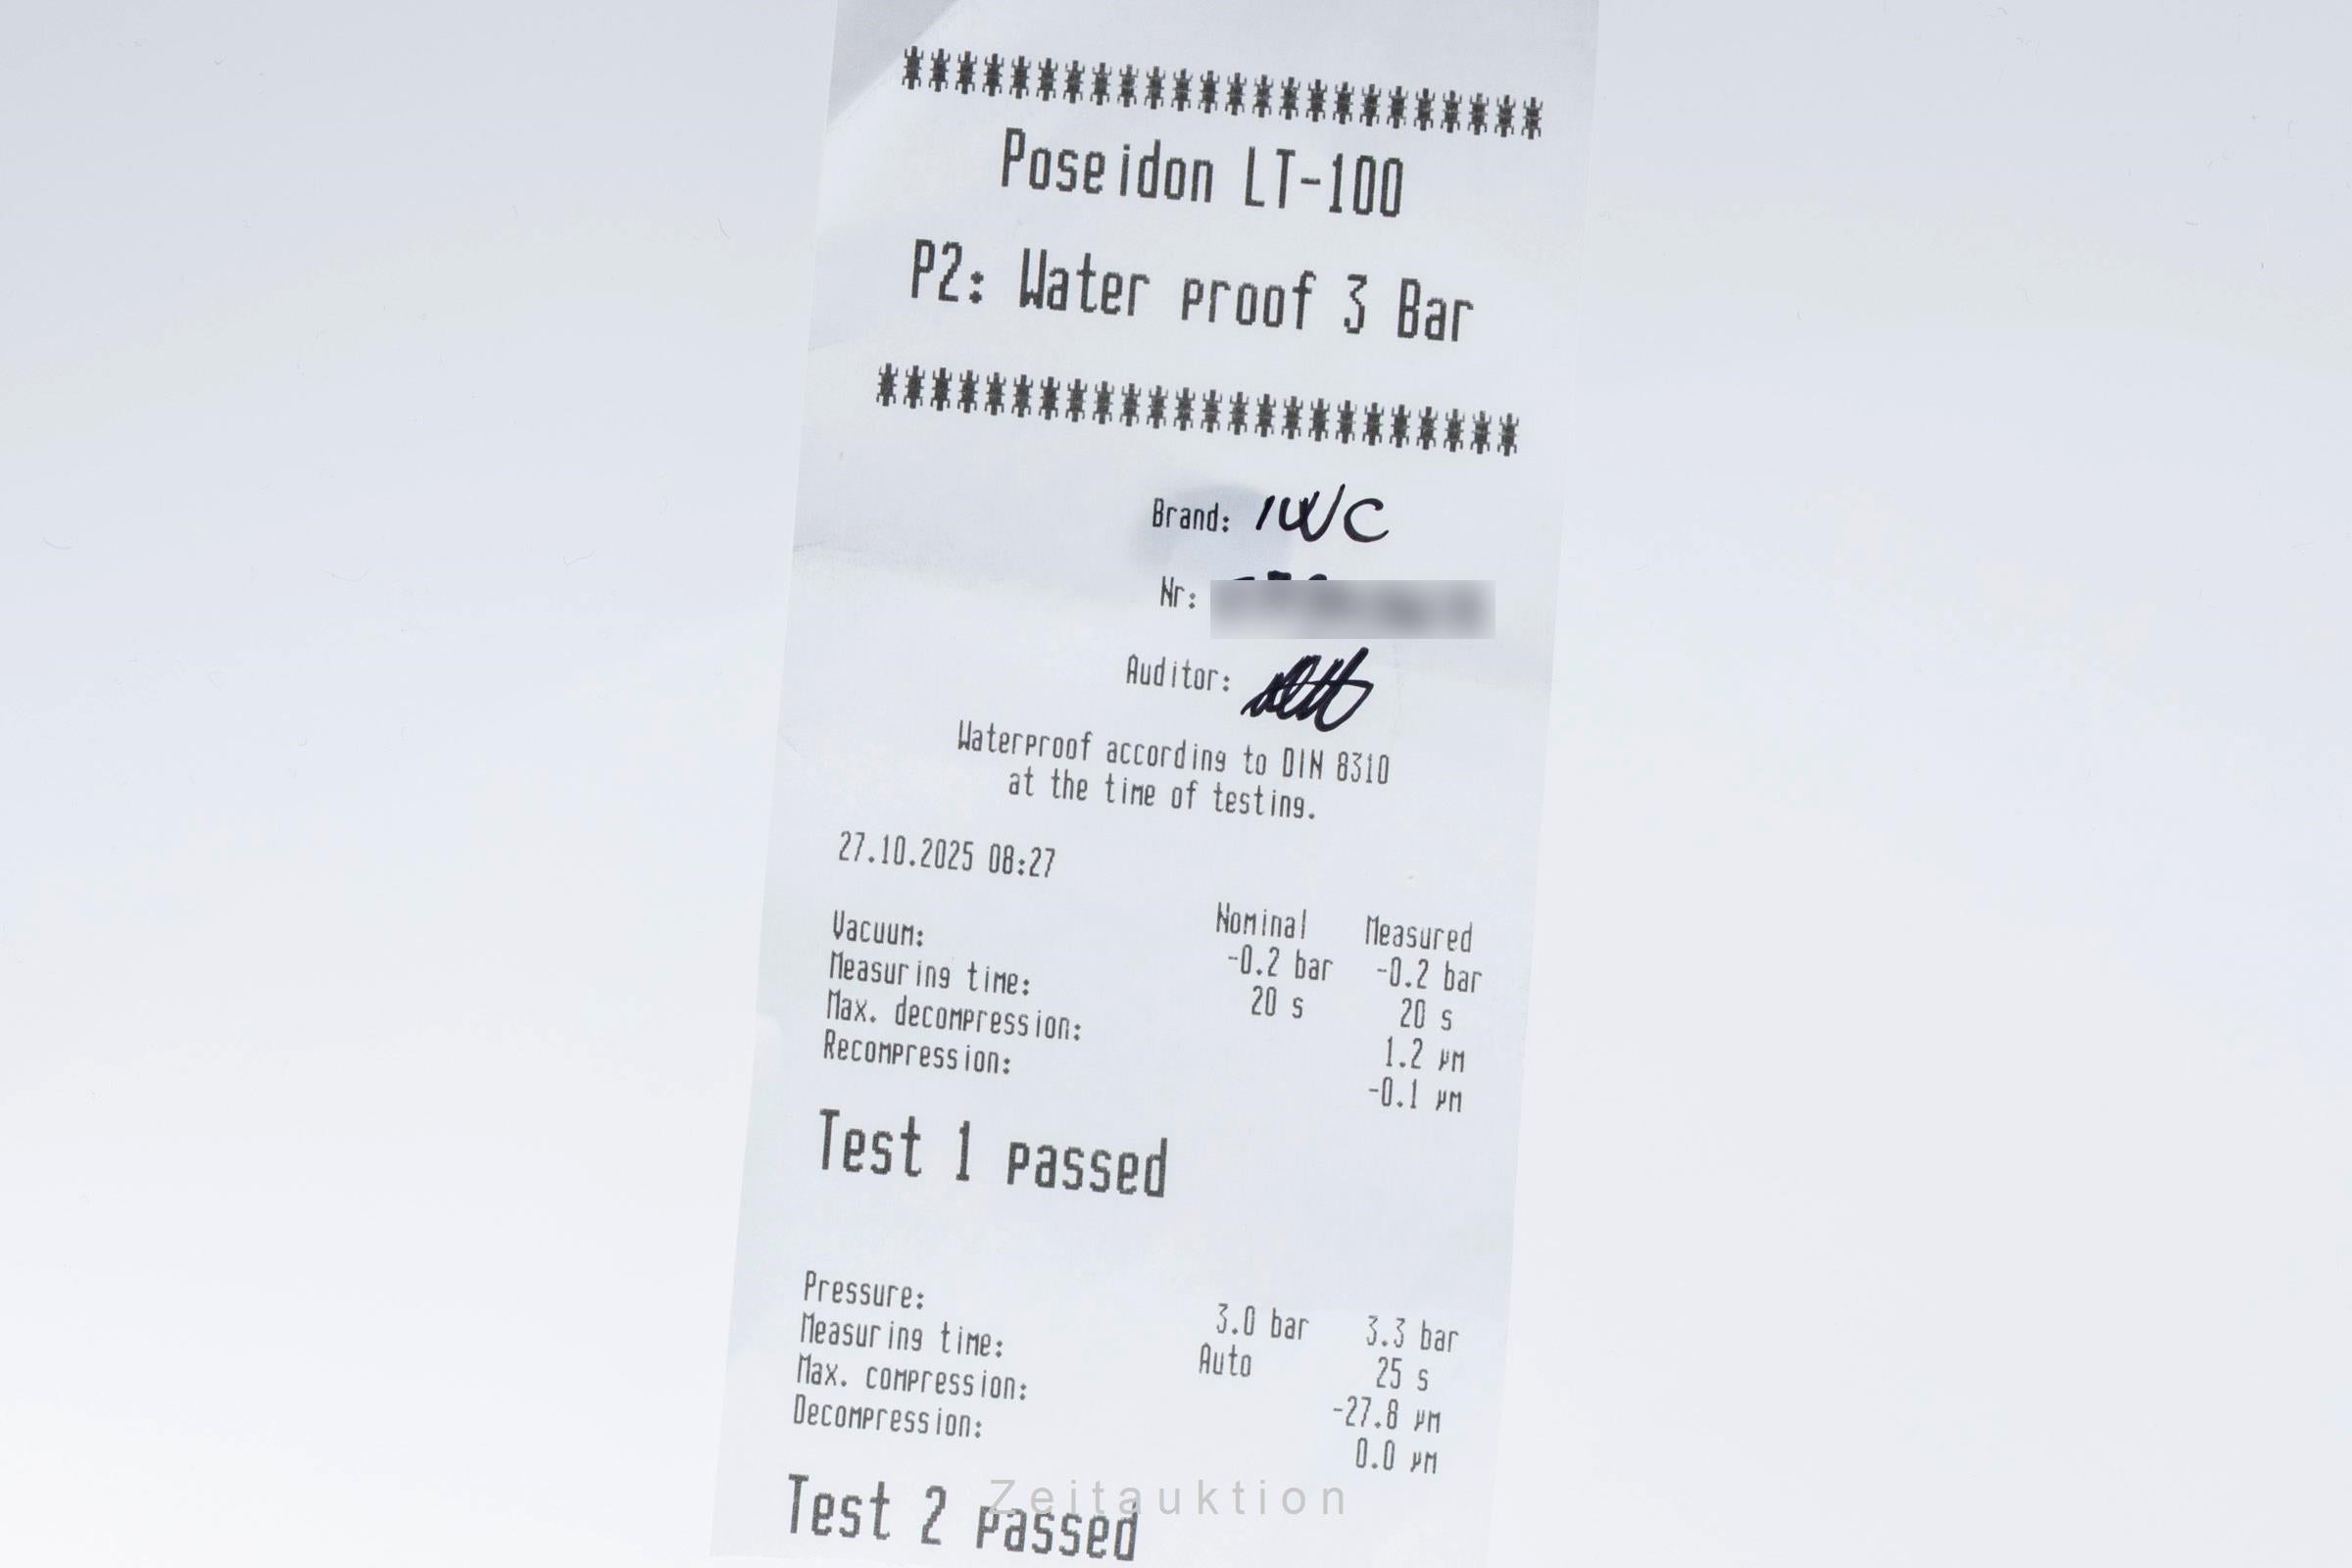 ************************
Poseidon LT-100
P2: Water proof 3 Bar
************************
Brand: IWC
Nr:
Auditor:
Waterproof according to DIN 8310
at the time of testing.
27.10.2025 08:27
Nominal Measured
Vacuum: -0.2 bar -0.2 bar
Measuring time: 20 s 20 s
Max. decompression: 1.2 µm
Recompression: -0.1 µm
Test 1 passed
Pressure: 3.0 bar 3.3 bar
Measuring time: Auto 25 s
Max. compression: -27.8 µm
Decompression: 0.0 µm
Test 2 passed
Zeitauktion